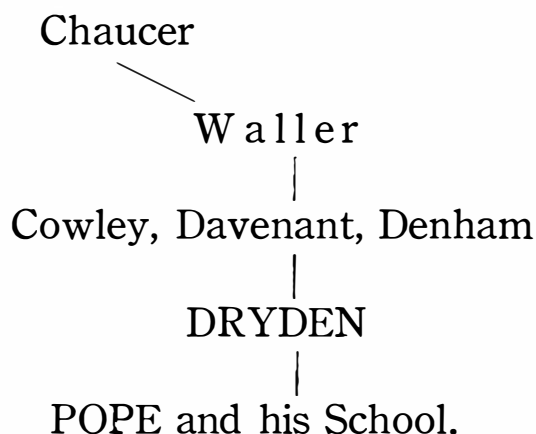 Chaucer
Waller
Cowley, Davenant, Denham
DRYDEN
POPE and his School.